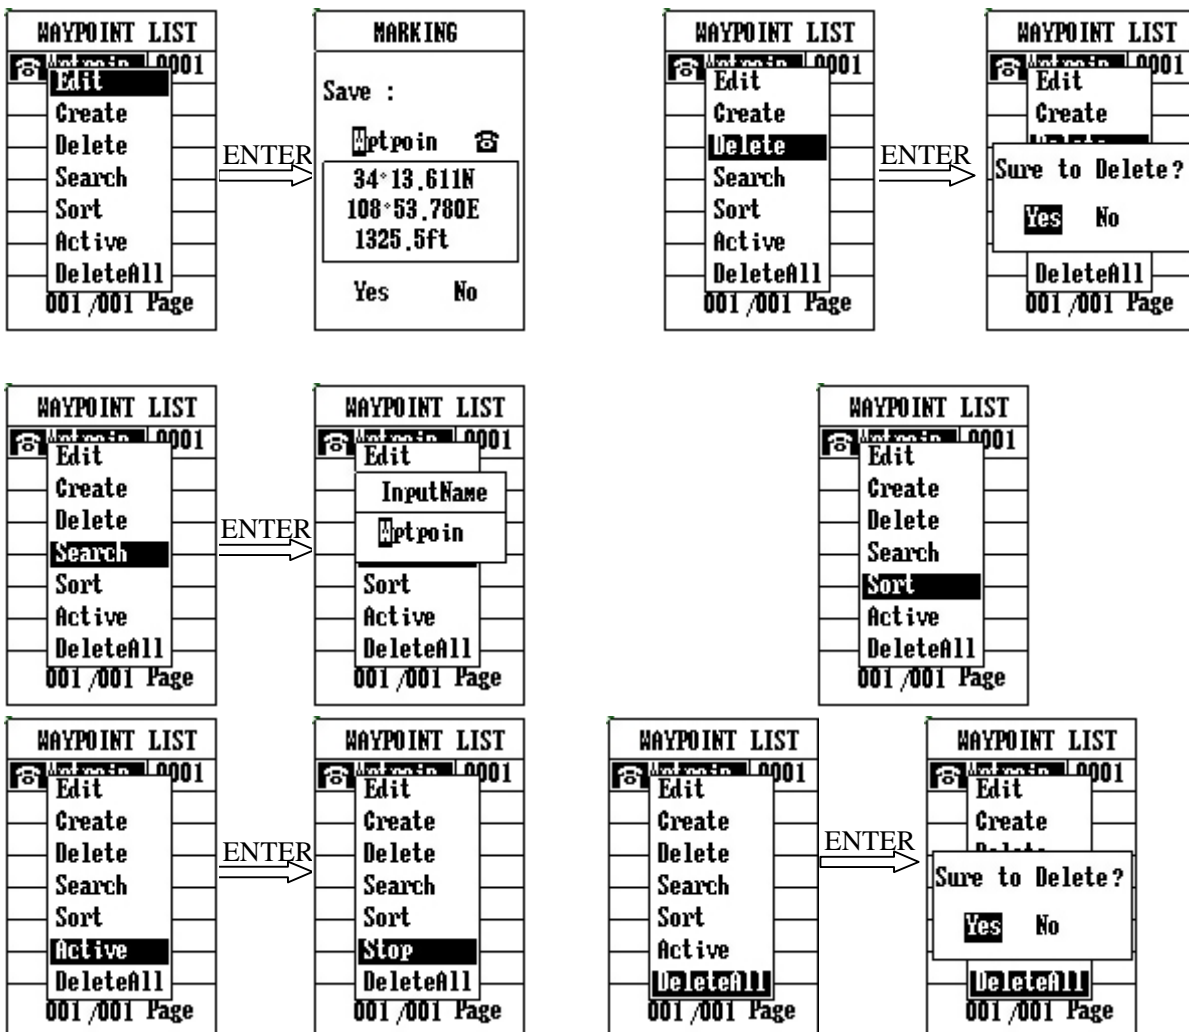 WAYPOINT LIST
0001
Edit
Create
Delete
Search
Sort
Active
DeleteAll
001/001 Page
ENTER
MARKING
Save :
Wptpoin
34°13.611N
108°53.780E
1325.5ft
Yes No
WAYPOINT LIST
0001
Edit
Create
Delete
Search
Sort
Active
DeleteAll
001/001 Page
ENTER
WAYPOINT LIST
0001
Edit
Create
Sure to Delete?
Yes No
DeleteAll
001/001 Page
WAYPOINT LIST
0001
Edit
Create
Delete
Search
Sort
Active
DeleteAll
001/001 Page
ENTER
WAYPOINT LIST
0001
Edit
InputName
Wptpoin
Sort
Active
DeleteAll
001/001 Page
WAYPOINT LIST
0001
Edit
Create
Delete
Search
Sort
Active
DeleteAll
001/001 Page
WAYPOINT LIST
0001
Edit
Create
Delete
Search
Sort
Active
DeleteAll
001/001 Page
ENTER
WAYPOINT LIST
0001
Edit
Create
Delete
Search
Sort
Stop
DeleteAll
001/001 Page
WAYPOINT LIST
0001
Edit
Create
Delete
Search
Sort
Active
DeleteAll
001/001 Page
ENTER
WAYPOINT LIST
0001
Edit
Create
Sure to Delete?
Yes No
DeleteAll
001/001 Page